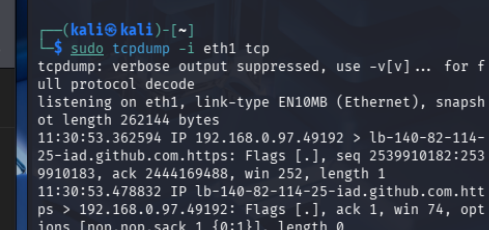 ┌──(kali㉿kali)-[~]
└─$ sudo tcpdump -i eth1 tcp
tcpdump: verbose output suppressed, use -v[v]... for f
ull protocol decode
listening on eth1, link-type EN10MB (Ethernet), snapsh
ot length 262144 bytes
11:30:53.362594 IP 192.168.0.97.49192 > lb-140-82-114-
25-iad.github.com.https: Flags [.], seq 2539910182:253
9910183, ack 2444169488, win 252, length 1
11:30:53.478832 IP lb-140-82-114-25-iad.github.com.htt
ps > 192.168.0.97.49192: Flags [.], ack 1, win 74, opt
ions [nop,nop,sack 1 {0:1}], length 0